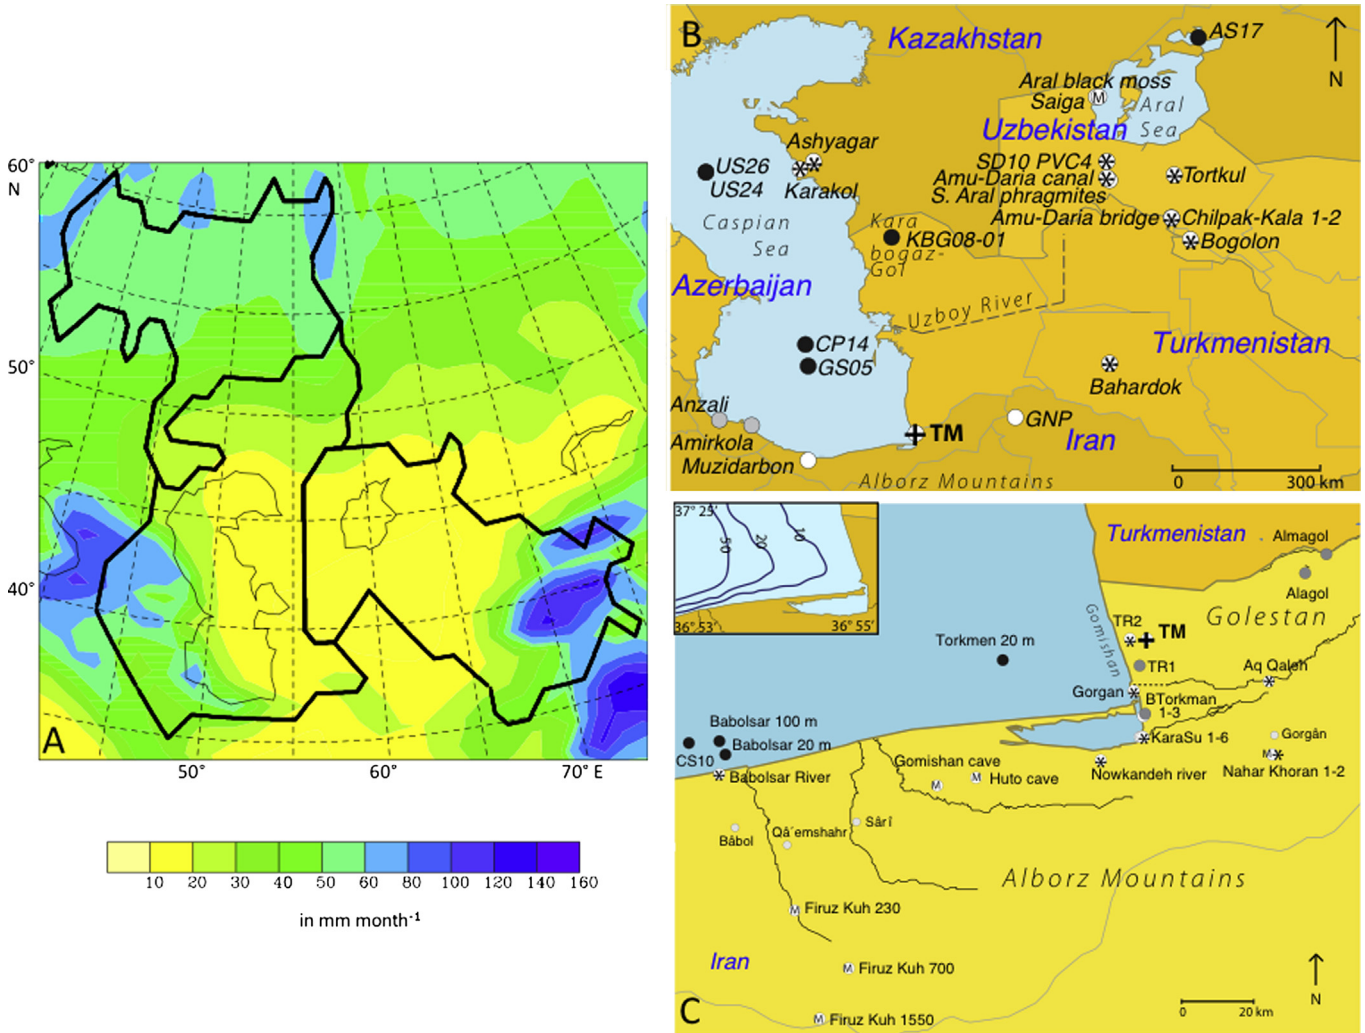 60°
N
50°
40°
A
50°
60°
70° E
10 20 30 40 50 60 80 100 120 140 160
in mm month-1
B
Kazakhstan
AS17
N
Aral black moss
Saiga
M
Aral
Sea
Uzbekistan
Ashyagar
Karakol
US26
US24
SD10 PVC4
Amu-Daria canal
S. Aral phragmites
Tortkul
Amu-Daria bridge
Chilpak-Kala 1-2
Bogolon
Caspian
Sea
Kara
bogaz-
Gol
KBG08-01
Azerbaijan
Uzboy River
Turkmenistan
CP14
GS05
Bahardok
Anzali
Amirkola
Muzidarbon
TM
GNP
Iran
Alborz Mountains
0 300 km
37° 25'
50 20 10
36° 53'
36° 55'
Turkmenistan
Almagol
Alagol
Golestan
Gomishan
TR2
TM
TR1
Torkmen 20 m
Aq Qaleh
Gorgan
BTorkman
1-3
KaraSu 1-6
Gorgân
M
Nahar Khoran 1-2
Nowkandeh river
Babolsar 100 m
Babolsar 20 m
CS10
Babolsar River
Gomishan cave
M
M
Huto cave
Bâbol
Qâ´emshahr
Sârî
Alborz Mountains
M
Firuz Kuh 230
Iran
M
Firuz Kuh 700
M
Firuz Kuh 1550
N
0 20 km
C